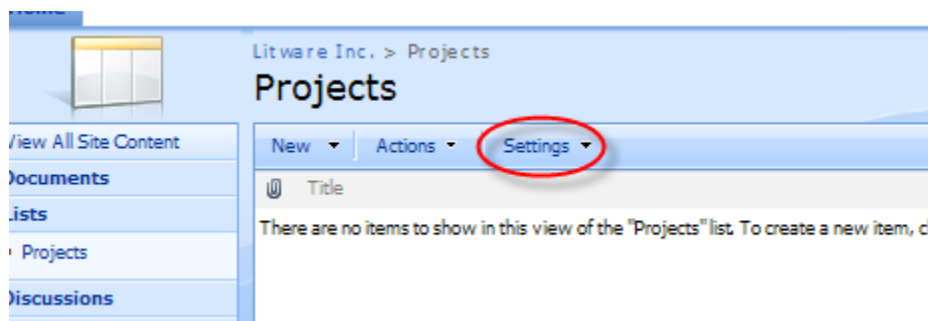 Home
Litware Inc. > Projects
Projects
View All Site Content
New Actions Settings
Documents
Title
Lists
There are no items to show in this view of the "Projects" list. To create a new item, cl
Projects
Discussions